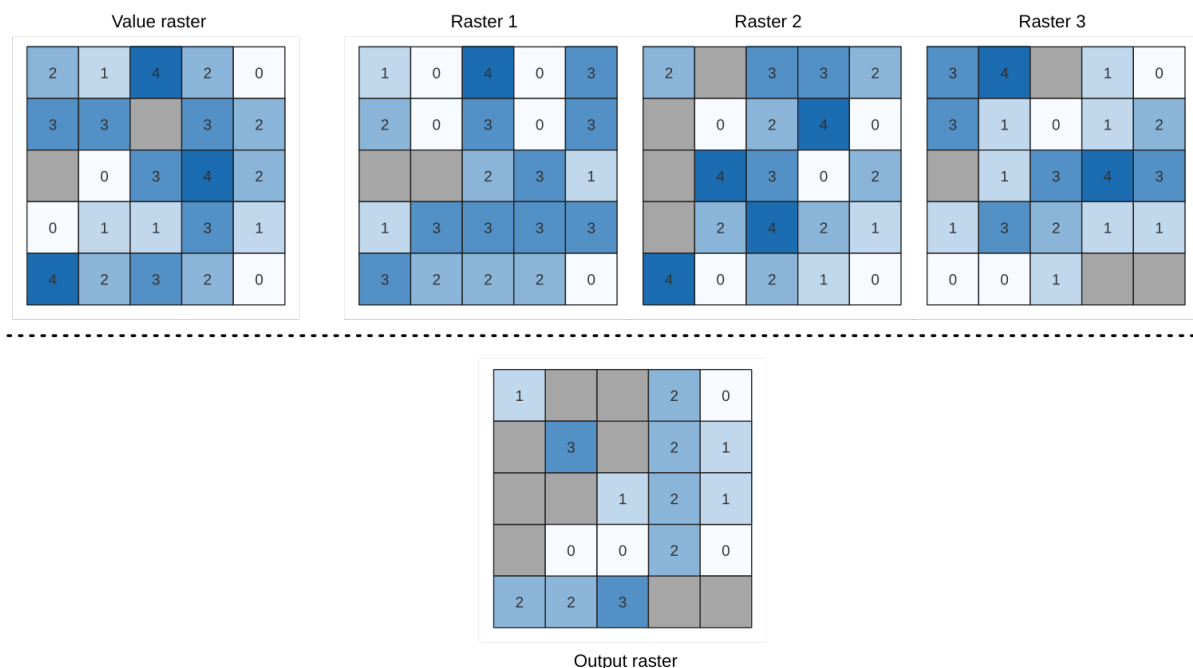 Value raster Raster 1 Raster 2 Raster 3
2 1 4 2 0 1 0 4 0 3 2 3 3 2 3 4 1 0
3 3 3 2 2 0 3 0 3 0 2 4 0 3 1 0 1 2
0 3 4 2 2 3 1 4 3 0 2 1 3 4 3
0 1 1 3 1 1 3 3 3 3 2 4 2 1 1 3 2 1 1
4 2 3 2 0 3 2 2 2 0 4 0 2 1 0 0 0 1
1 2 0
3 2 1
1 2 1
0 0 2 0
2 2 3
Output raster